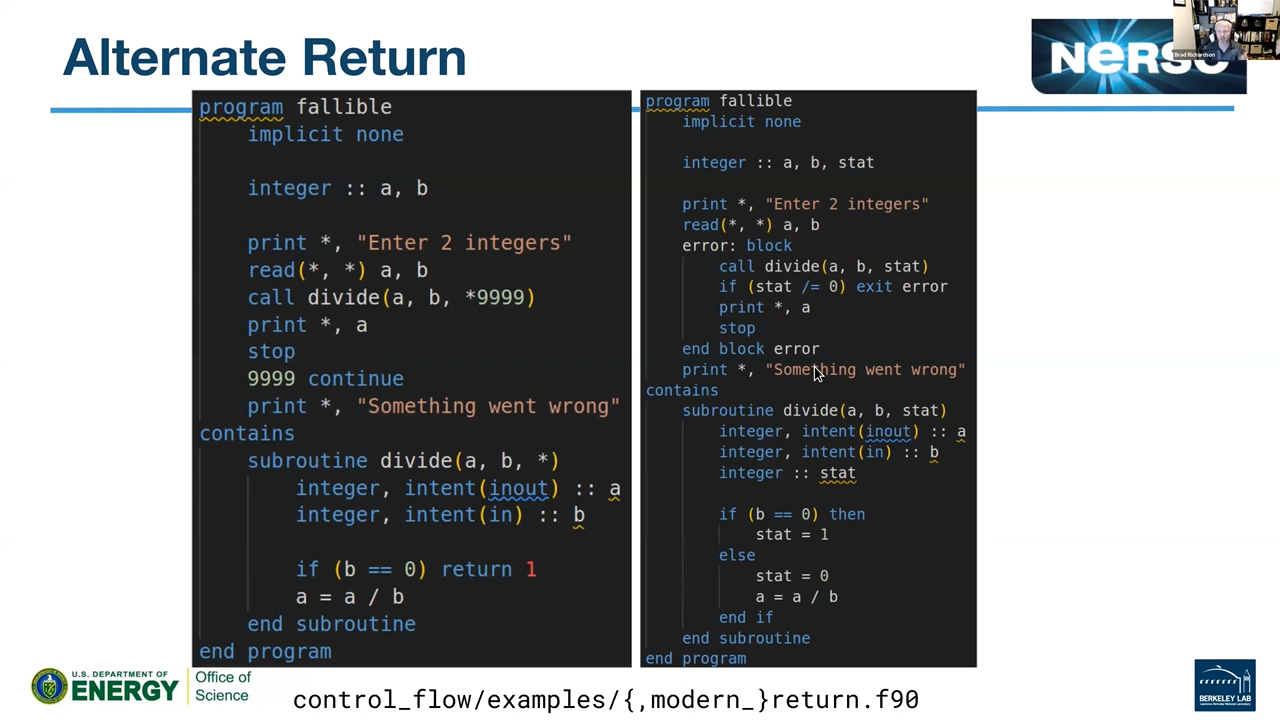 Alternate Return
NERSC
Brad Richardson
program fallible
    implicit none

    integer :: a, b

    print *, "Enter 2 integers"
    read(*, *) a, b
    call divide(a, b, *9999)
    print *, a
    stop
    9999 continue
    print *, "Something went wrong"
contains
    subroutine divide(a, b, *)
        integer, intent(inout) :: a
        integer, intent(in) :: b

        if (b == 0) return 1
        a = a / b
    end subroutine
end program
program fallible
    implicit none

    integer :: a, b, stat

    print *, "Enter 2 integers"
    read(*, *) a, b
    error: block
        call divide(a, b, stat)
        if (stat /= 0) exit error
        print *, a
        stop
    end block error
    print *, "Something went wrong"
contains
    subroutine divide(a, b, stat)
        integer, intent(inout) :: a
        integer, intent(in) :: b
        integer :: stat

        if (b == 0) then
            stat = 1
        else
            stat = 0
            a = a / b
        end if
    end subroutine
end program
U.S. DEPARTMENT OF
ENERGY
Office of
Science
control_flow/examples/{,modern_}return.f90
BERKELEY LAB